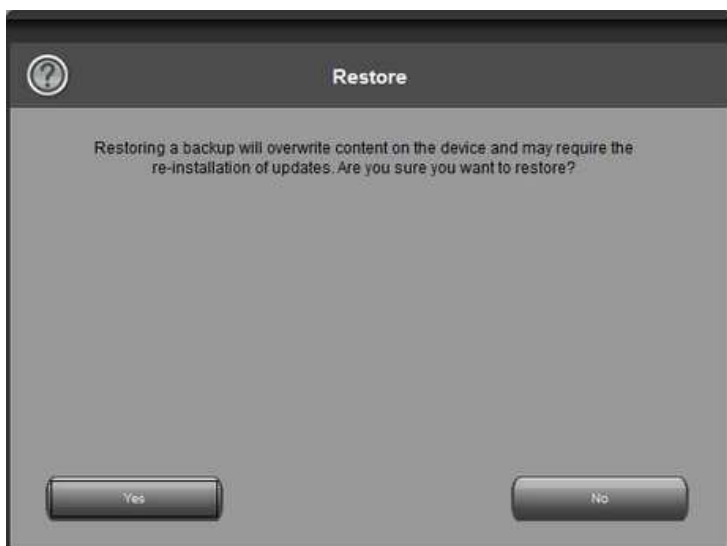 Restore
Restoring a backup will overwrite content on the device and may require the
re-installation of updates. Are you sure you want to restore?
Yes
No